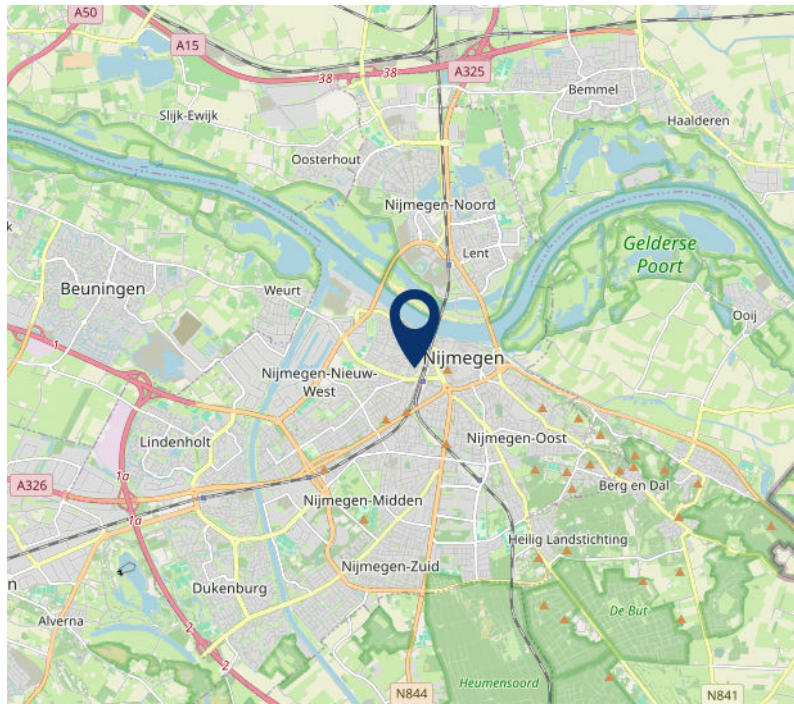 A50
A15
38
38
A325
Bemmel
Slijk-Ewijk
Haalderen
Oosterhout
Nijmegen-Noord
Gelderse
Poort
Lent
Beuningen
Weurt
Ooij
1
Nijmegen
Nijmegen-Nieuw-
West
Lindenholt
Nijmegen-Oost
1a
A326
Berg en Dal
Nijmegen-Midden
1a
Heilig Landstichting
Nijmegen-Zuid
n
Dukenburg
De But
Alverna
2
2
Heumensoord
N844
N841